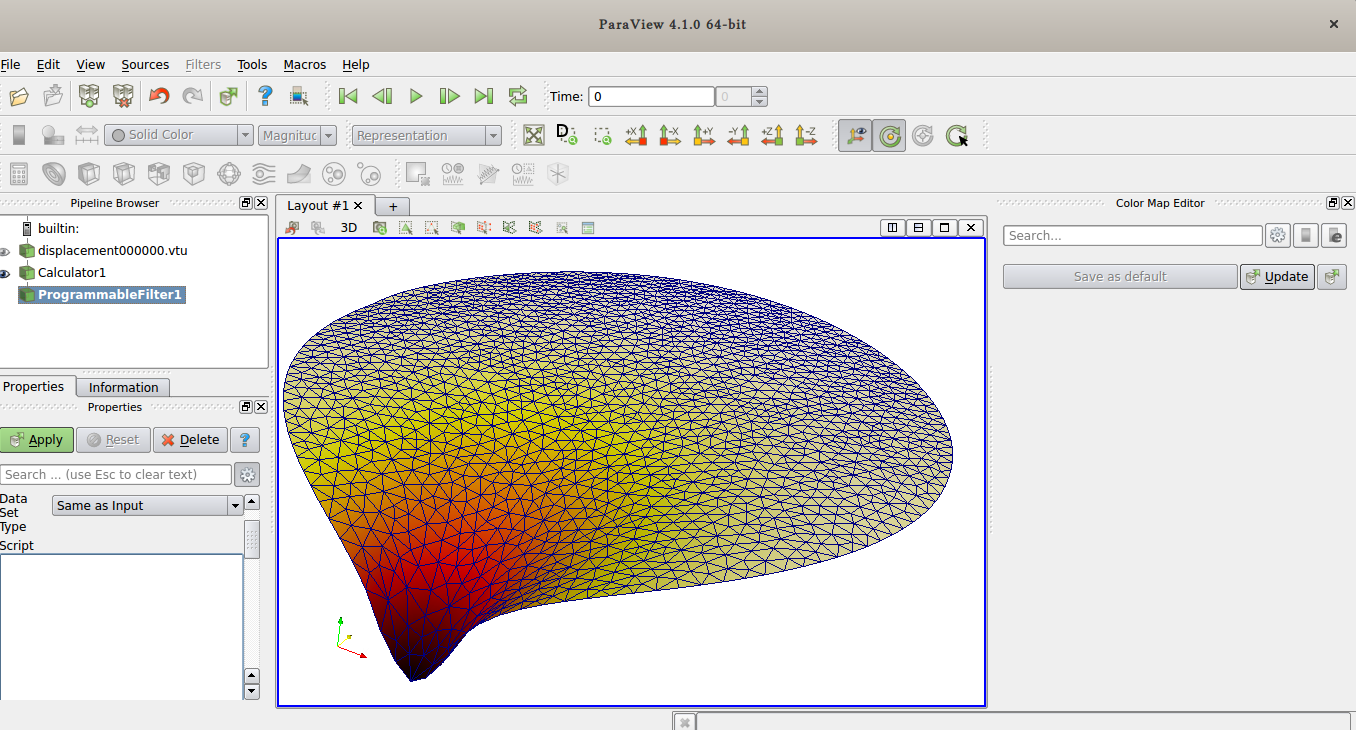 ParaView 4.1.0 64-bit
File Edit View Sources Filters Tools Macros Help
Time: 0 0
Solid Color Magnituc Representation
+X -X +Y -Y +Z -Z
Pipeline Browser
builtin:
displacement000000.vtu
Calculator1
ProgrammableFilter1
Properties Information
Properties
Apply Reset Delete ?
Search ... (use Esc to clear text)
Data
Set
Type
Same as Input
Script
Layout #1 +
3D
Color Map Editor
Search...
Save as default Update